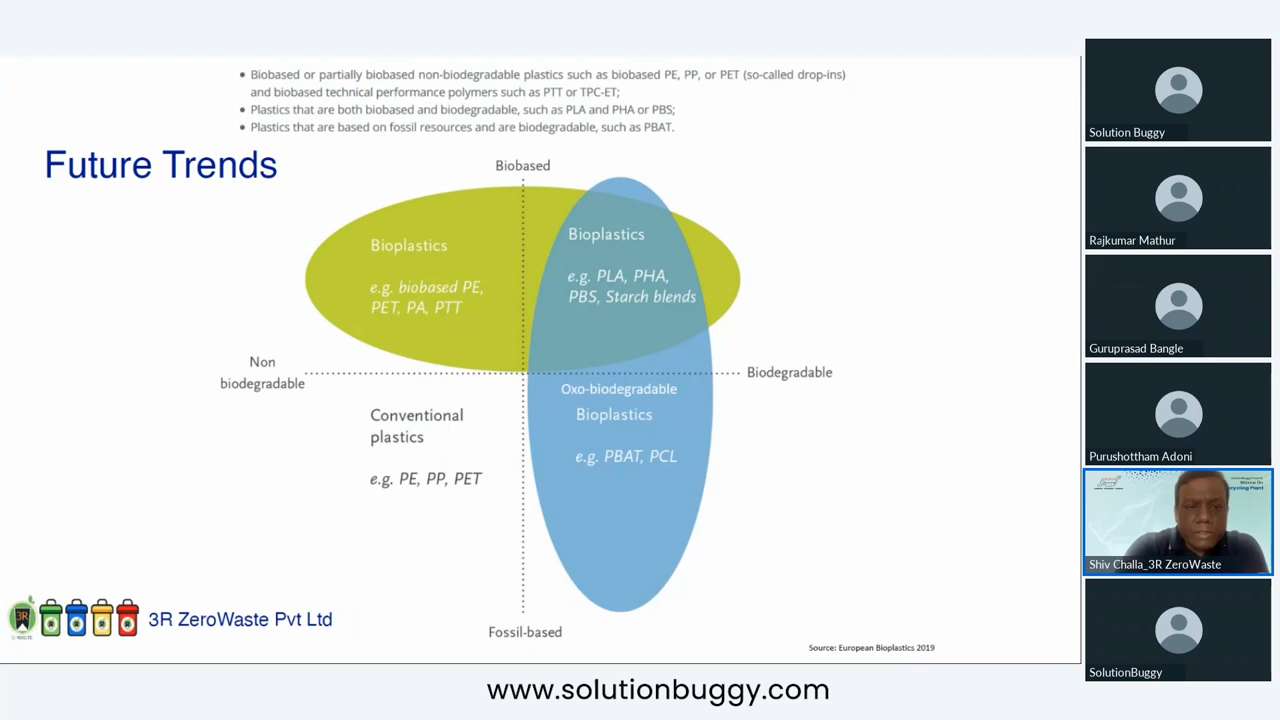 • Biobased or partially biobased non-biodegradable plastics such as biobased PE, PP, or PET (so-called drop-ins)
and biobased technical performance polymers such as PTT or TPC-ET;
• Plastics that are both biobased and biodegradable, such as PLA and PHA or PBS;
• Plastics that are based on fossil resources and are biodegradable, such as PBAT.
Future Trends
Biobased
Bioplastics
e.g. biobased PE,
PET, PA, PTT
Bioplastics
e.g. PLA, PHA,
PBS, Starch blends
Non
biodegradable
Biodegradable
Conventional
plastics
e.g. PE, PP, PET
Oxo-biodegradable
Bioplastics
e.g. PBAT, PCL
Fossil-based
3R
3R ZeroWaste Pvt Ltd
Source: European Bioplastics 2019
www.solutionbuggy.com
Solution Buggy
Rajkumar Mathur
Guruprasad Bangle
Purushottham Adoni
Shiv Challa_3R ZeroWaste
SolutionBuggy